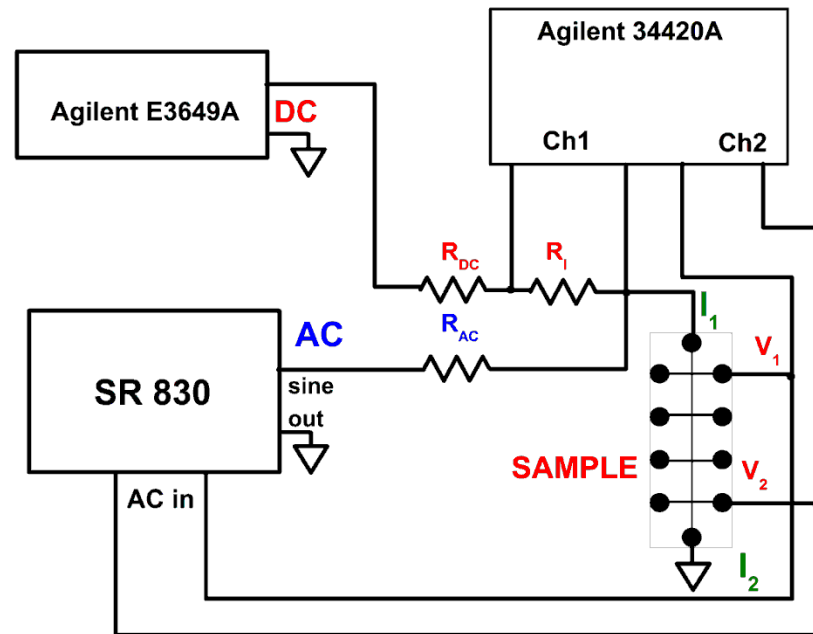 Agilent 34420A
Agilent E3649A
DC
Ch1
Ch2
R_DC
R_I
I_1
AC
R_AC
V_1
SR 830
sine
out
SAMPLE
V_2
AC in
I_2